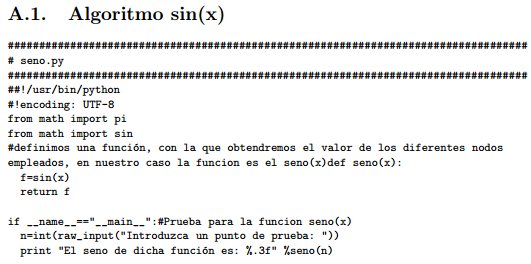 A.1. Algoritmo sin(x)
################################################################################
# seno.py
################################################################################
##!/usr/bin/python
#!encoding: UTF-8
from math import pi
from math import sin
#definimos una función, con la que obtendremos el valor de los diferentes nodos
empleados, en nuestro caso la funcion es el seno(x)def seno(x):
  f=sin(x)
  return f

if __name__=="__main__":#Prueba para la funcion seno(x)
  n=int(raw_input("Introduzca un punto de prueba: "))
  print "El seno de dicha función es: %.3f" %seno(n)